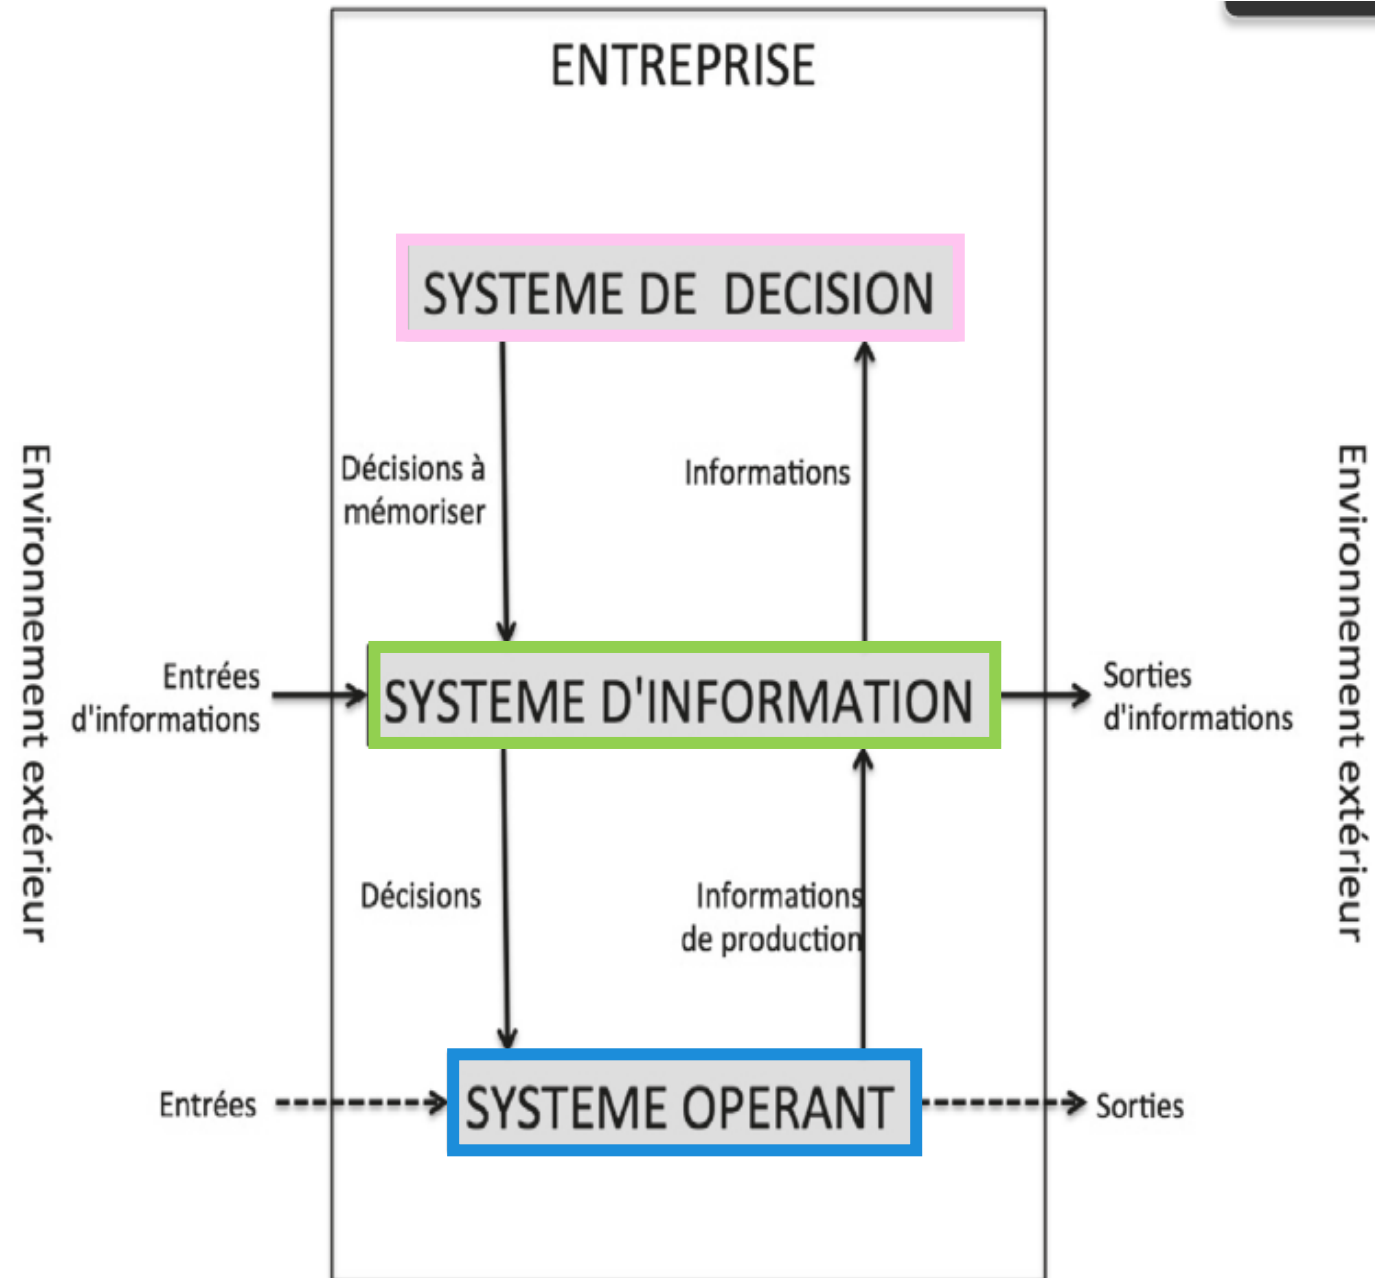 ENTREPRISE
SYSTEME DE DECISION
Décisions à
mémoriser
Informations
Environnement extérieur
Environnement extérieur
Entrées
d'informations
SYSTEME D'INFORMATION
Sorties
d'informations
Décisions
Informations
de production
Entrées
SYSTEME OPERANT
Sorties